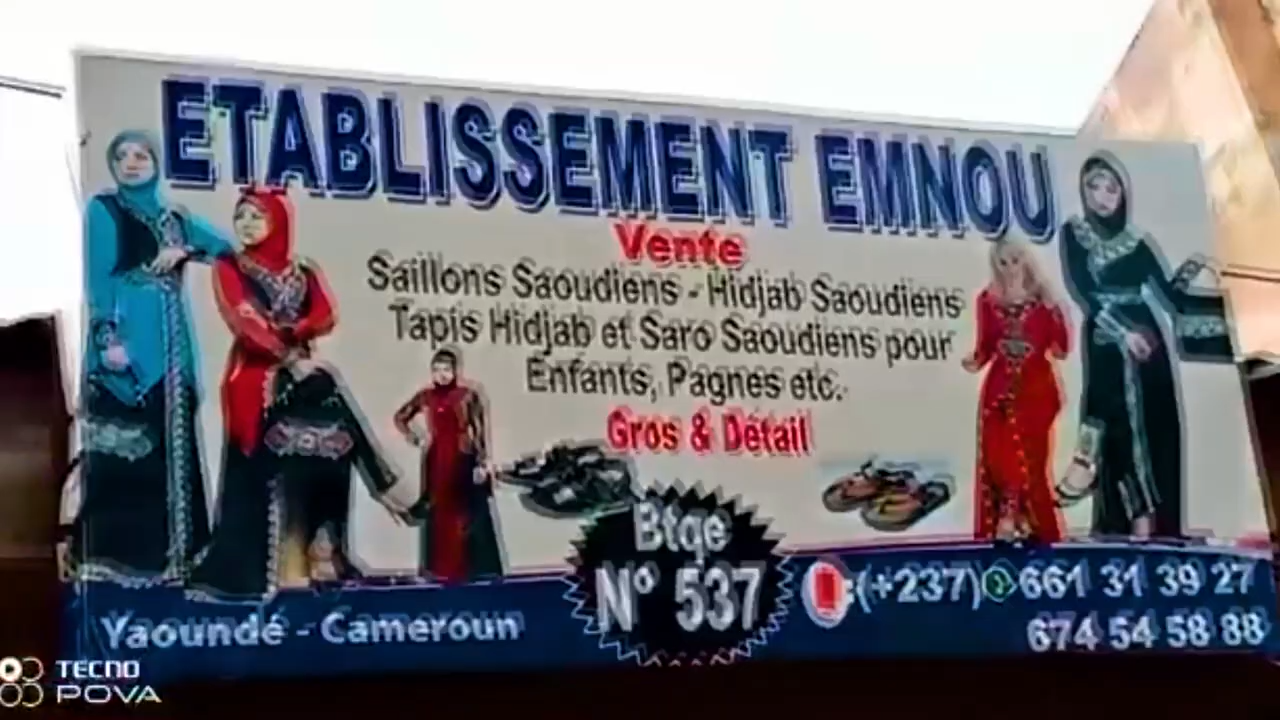 ETABLISSEMENT EMNOU
Vente
Saillons Saoudiens - Hidjab Saoudiens
Tapis Hidjab et Saro Saoudiens pour
Enfants, Pagnes etc.
Gros & Détail
Btqe
N° 537
(+237) 661 31 39 27
674 54 58 88
Yaoundé - Cameroun
TECNO
POVA